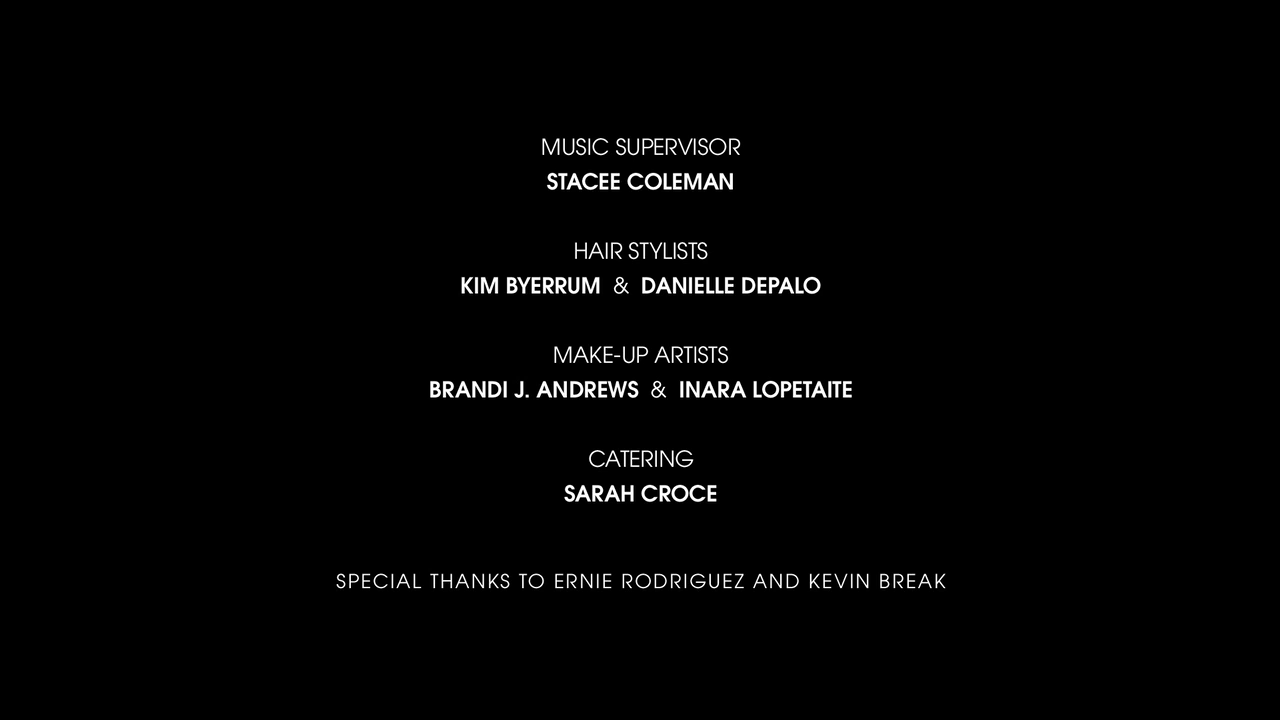 MUSIC SUPERVISOR
STACEE COLEMAN
HAIR STYLISTS
KIM BYERRUM & DANIELLE DEPALO
MAKE-UP ARTISTS
BRANDI J. ANDREWS & INARA LOPETAITE
CATERING
SARAH CROCE
SPECIAL THANKS TO ERNIE RODRIGUEZ AND KEVIN BREAK